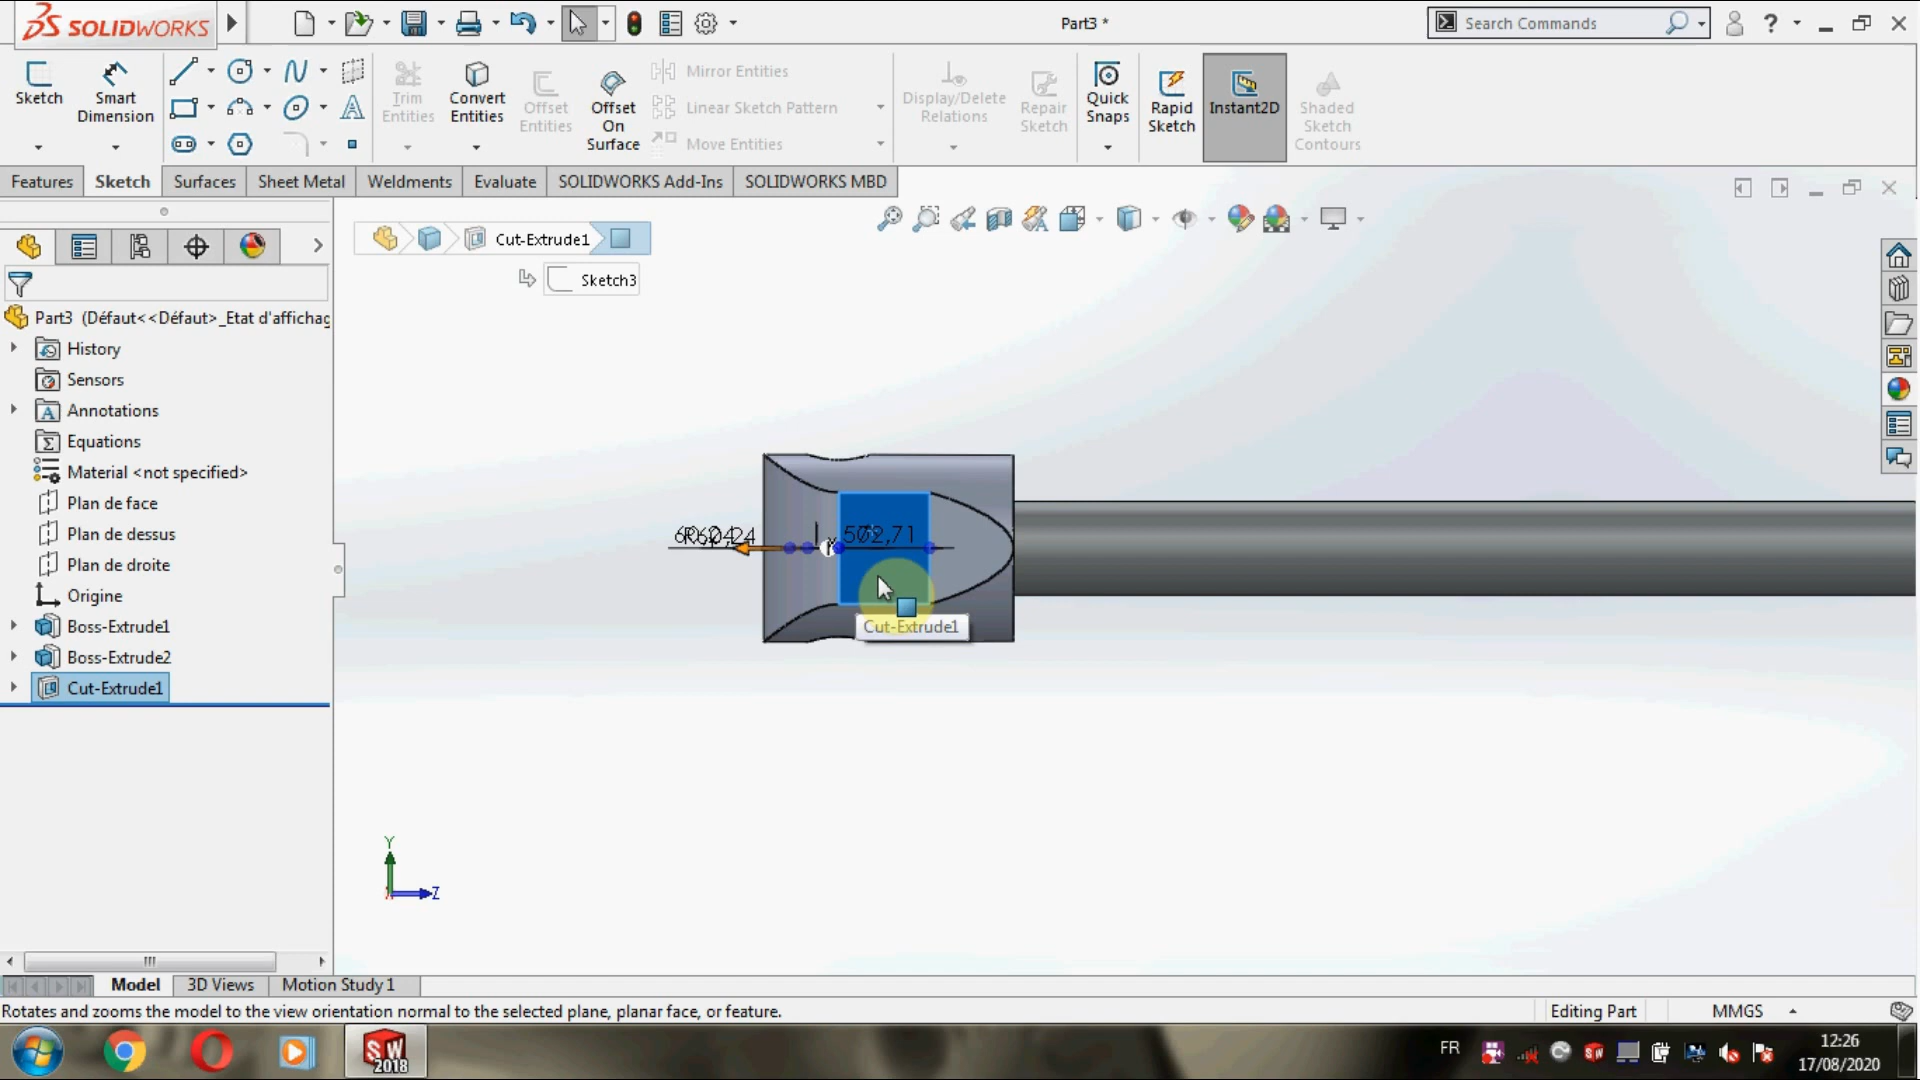 SOLIDWORKS
Part3 *
Search Commands
Sketch
Smart Dimension
Trim Entities
Convert Entities
Offset Entities
Offset On Surface
Mirror Entities
Linear Sketch Pattern
Move Entities
Display/Delete Relations
Repair Sketch
Quick Snaps
Rapid Sketch
Instant2D
Shaded Sketch Contours
Features
Sketch
Surfaces
Sheet Metal
Weldments
Evaluate
SOLIDWORKS Add-Ins
SOLIDWORKS MBD
Cut-Extrude1
Sketch3
Part3 (Défaut<<Défaut>_Etat d'affichag
History
Sensors
Annotations
Equations
Material <not specified>
Plan de face
Plan de dessus
Plan de droite
Origine
Boss-Extrude1
Boss-Extrude2
Cut-Extrude1
Cut-Extrude1
Y
Z
Model
3D Views
Motion Study 1
Rotates and zooms the model to the view orientation normal to the selected plane, planar face, or feature.
Editing Part
MMGS
SW
2018
FR
12:26
17/08/2020